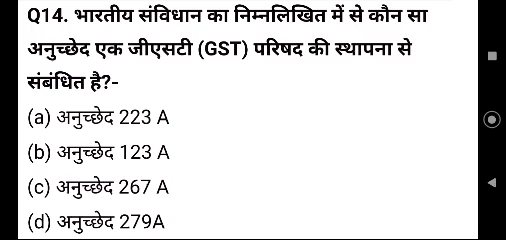 Q14. भारतीय संविधान का निम्नलिखित में से कौन सा
अनुच्छेद एक जीएसटी (GST) परिषद की स्थापना से
संबंधित है?-
(a) अनुच्छेद 223 A
(b) अनुच्छेद 123 A
(c) अनुच्छेद 267 A
(d) अनुच्छेद 279A